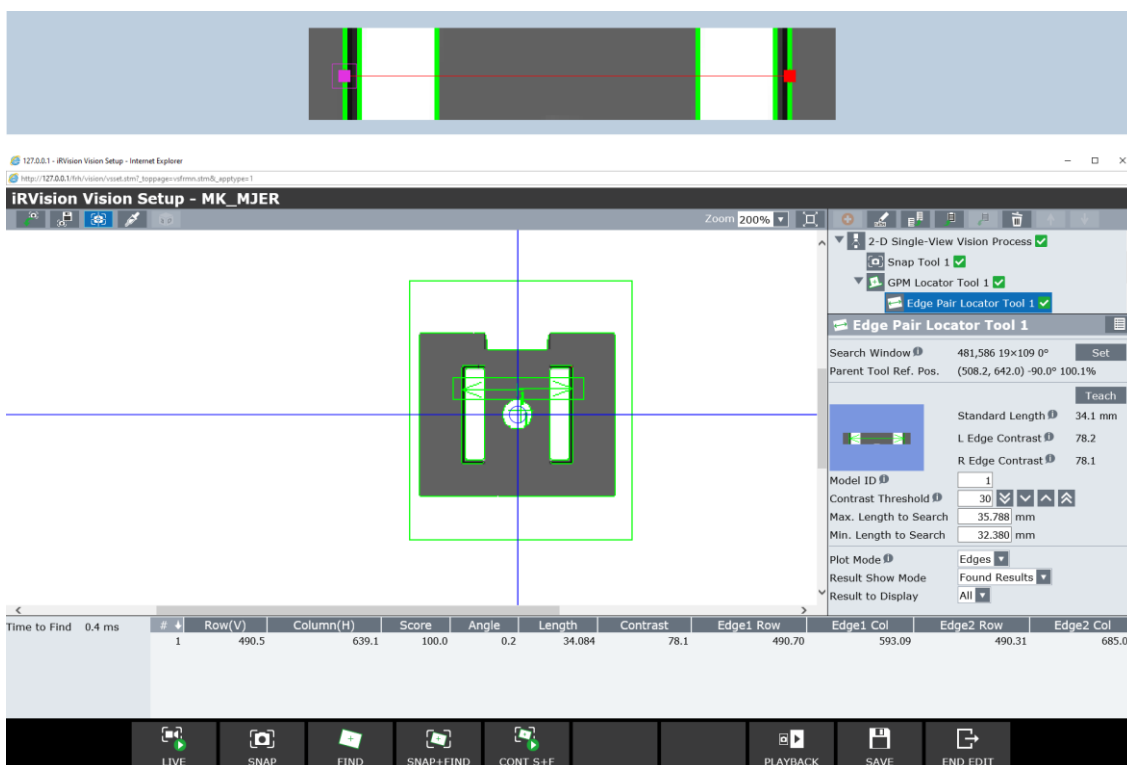 127.0.0.1 - iRVision Vision Setup - Internet Explorer
http://127.0.0.1/frh/vision/vsset.stm?_toppage=vsfrmn.stm&_apptype=1
iRVision Vision Setup - MK_MJER
Zoom 200%
2-D Single-View Vision Process
Snap Tool 1
GPM Locator Tool 1
Edge Pair Locator Tool 1
Edge Pair Locator Tool 1
Search Window 481,586 19×109 0° Set
Parent Tool Ref. Pos. (508.2, 642.0) -90.0° 100.1%
Teach
Standard Length 34.1 mm
L Edge Contrast 78.2
R Edge Contrast 78.1
Model ID 1
Contrast Threshold 30
Max. Length to Search 35.788 mm
Min. Length to Search 32.380 mm
Plot Mode Edges
Result Show Mode Found Results
Result to Display All
Time to Find 0.4 ms
# Row(V) Column(H) Score Angle Length Contrast Edge1 Row Edge1 Col Edge2 Row Edge2 Col
1 490.5 639.1 100.0 0.2 34.084 78.1 490.70 593.09 490.31 685.0
LIVE SNAP FIND SNAP+FIND CONT S+F PLAYBACK SAVE END EDIT